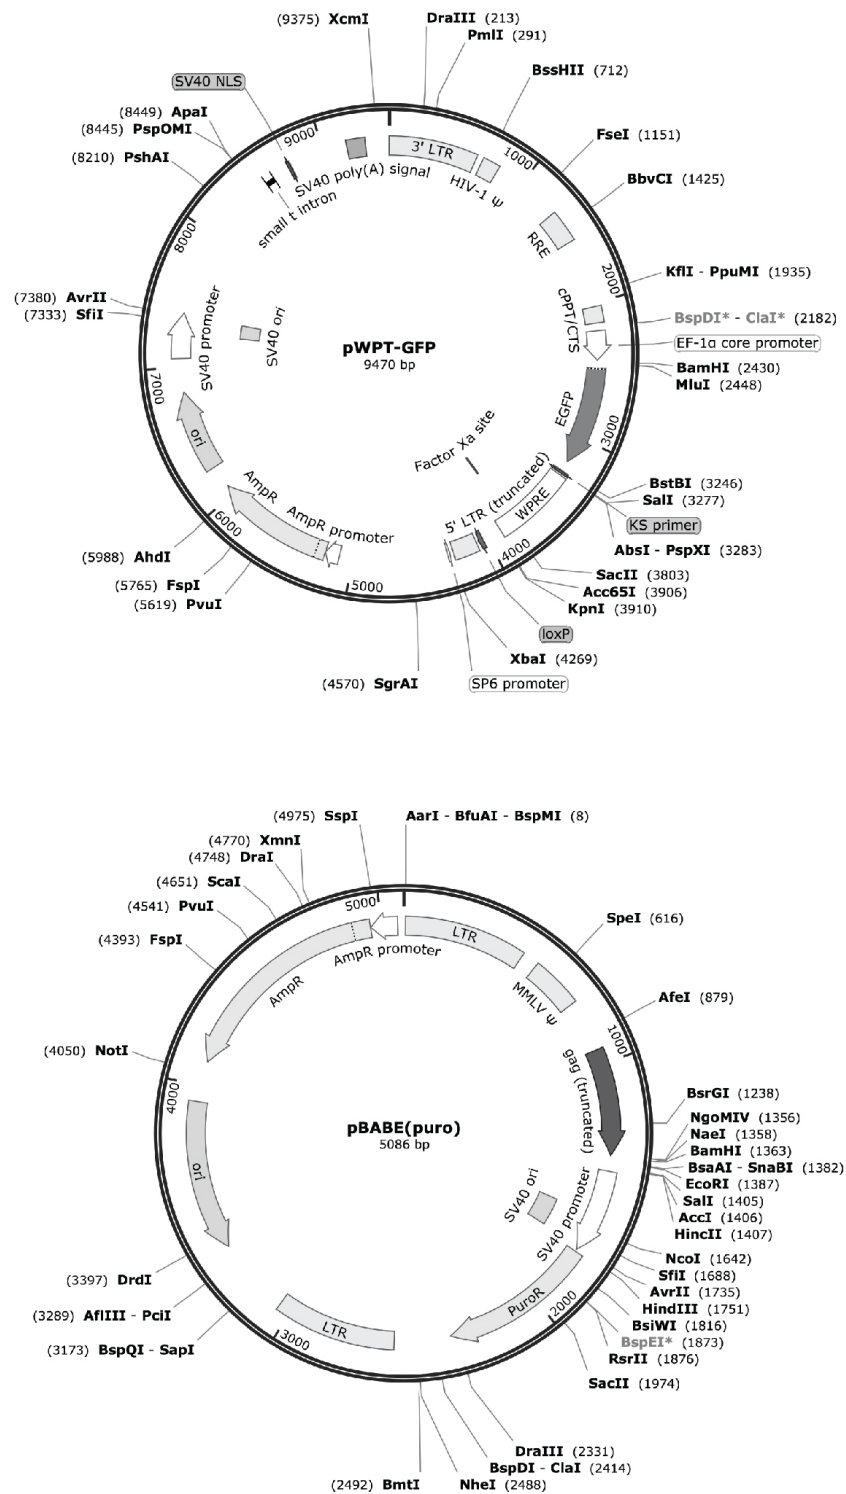 (9375) XcmI
DraIII (213)
PmlI (291)
BssHII (712)
SV40 NLS
(8449) ApaI
(8445) PspOMI
(8210) PshAI
FseI (1151)
BbvCI (1425)
9000
3' LTR
1000
SV40 poly(A) signal
HIV-1 Ψ
small t intron
8000
RRE
2000
KflI - PpuMI (1935)
(7380) AvrII
(7333) SfiI
cPPT/CTS
BspDI* - ClaI* (2182)
EF-1α core promoter
SV40 promoter
SV40 ori
pWPT-GFP
9470 bp
BamHI (2430)
MluI (2448)
7000
EGFP
3000
ori
Factor Xa site
BstBI (3246)
SalI (3277)
KS primer
AbsI - PspXI (3283)
AmpR
AmpR promoter
5' LTR (truncated)
WPRE
6000
5000
4000
(5988) AhdI
(5765) FspI
(5619) PvuI
SacII (3803)
Acc65I (3906)
KpnI (3910)
loxP
XbaI (4269)
(4570) SgrAI
SP6 promoter
(4975) SspI
AarI - BfuAI - BspMI (8)
(4770) XmnI
(4748) DraI
(4651) ScaI
(4541) PvuI
(4393) FspI
SpeI (616)
5000
LTR
AmpR promoter
AmpR
MMLV Ψ
AfeI (879)
1000
(4050) NotI
4000
gag (truncated)
BsrGI (1238)
NgoMIV (1356)
NaeI (1358)
BamHI (1363)
BsaAI - SnaBI (1382)
EcoRI (1387)
SalI (1405)
AccI (1406)
HincII (1407)
pBABE(puro)
5086 bp
ori
SV40 ori
SV40 promoter
NcoI (1642)
SfiI (1688)
AvrII (1735)
HindIII (1751)
BsiWI (1816)
BspEI* (1873)
RsrII (1876)
SacII (1974)
(3397) DrdI
(3289) AflIII - PciI
(3173) BspQI - SapI
PuroR
2000
LTR
3000
DraIII (2331)
BspDI - ClaI (2414)
(2492) BmtI
NheI (2488)